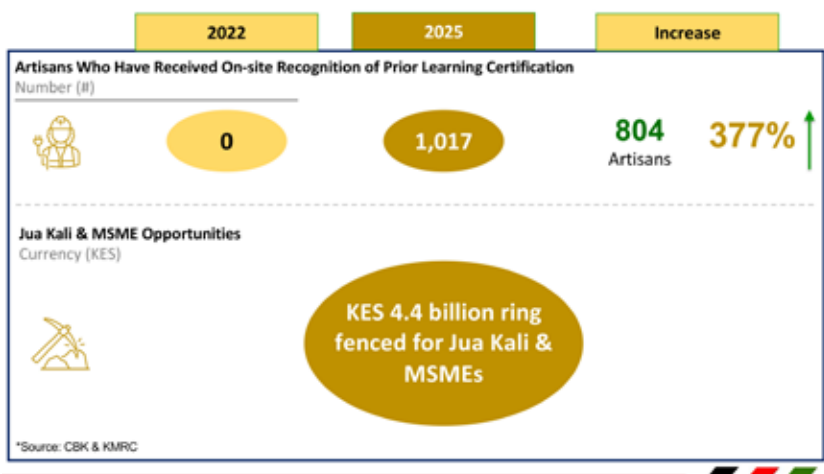 2022
2025
Increase
Artisans Who Have Received On-site Recognition of Prior Learning Certification
Number (#)
0
1,017
804
Artisans
377%
Jua Kali & MSME Opportunities
Currency (KES)
KES 4.4 billion ring
fenced for Jua Kali &
MSMEs
*Source: CBK & KMRC